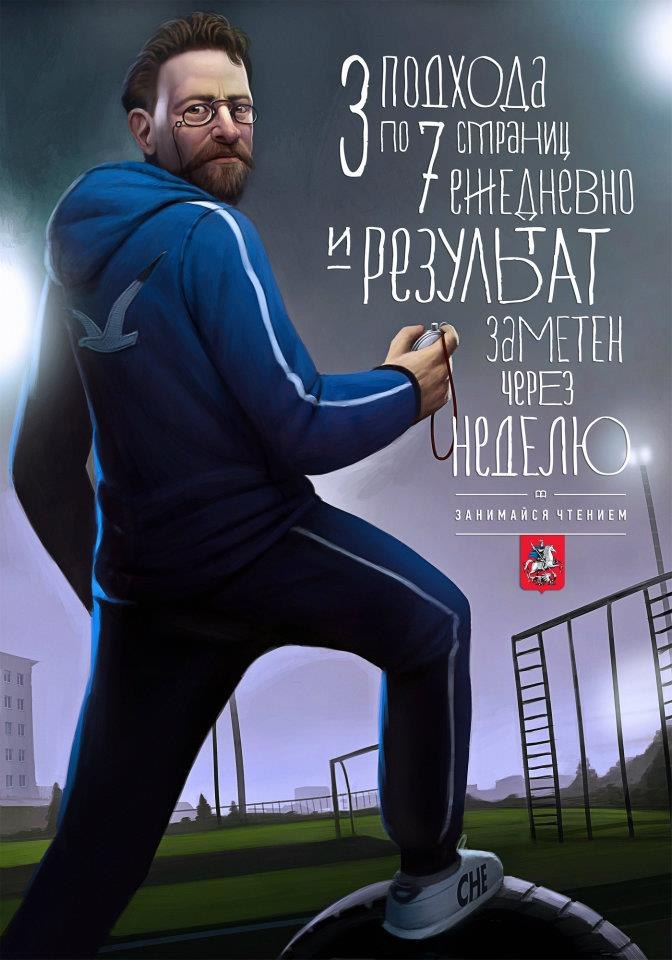 3 подхода
по 7 страниц
ежедневно
и результат
заметен
через
неделю
ЗАНИМАЙСЯ ЧТЕНИЕМ
CHE